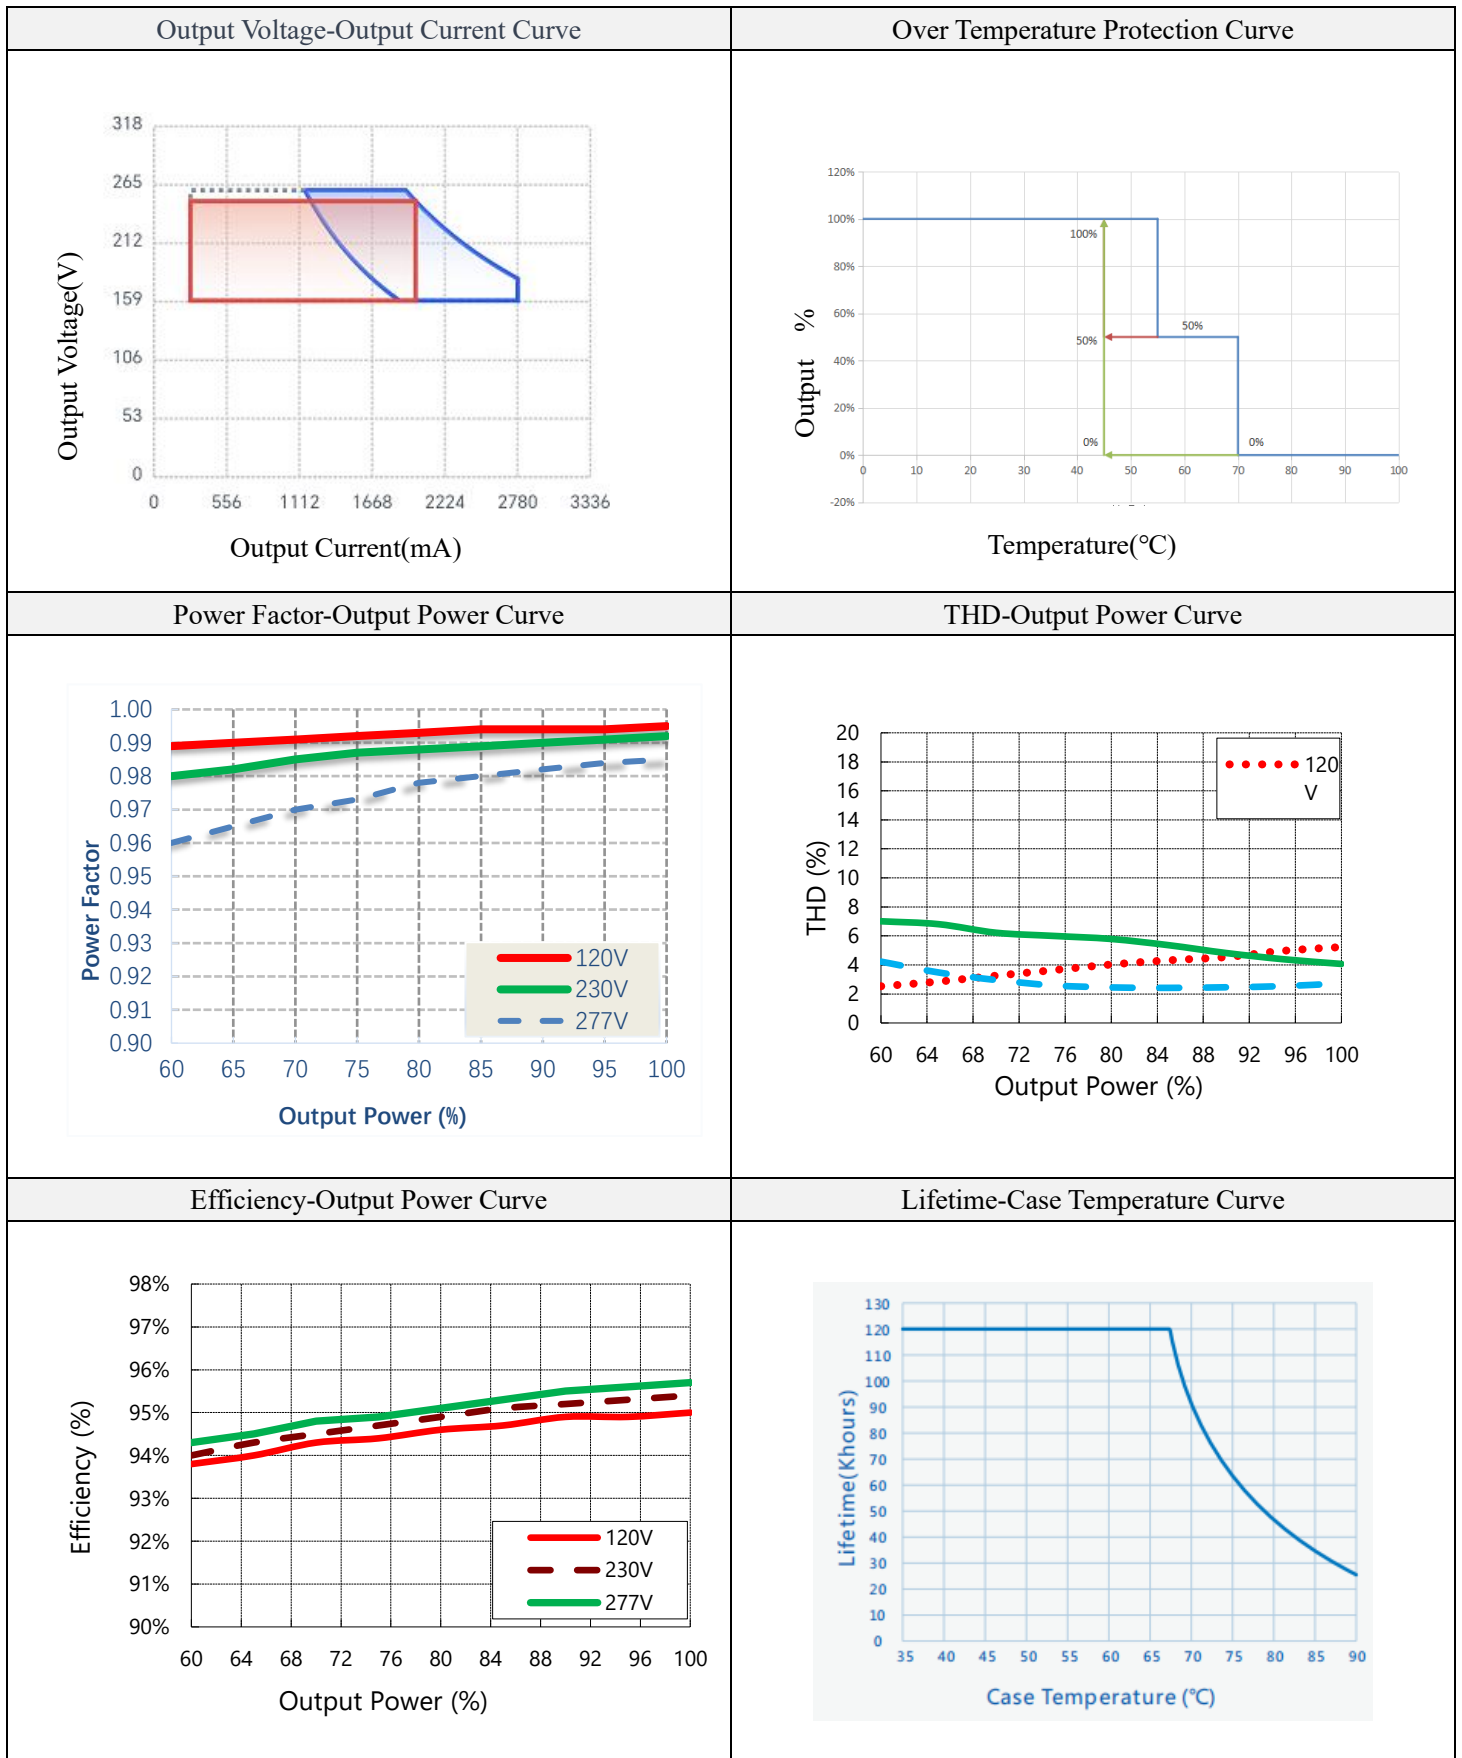 Output Voltage-Output Current Curve
Over Temperature Protection Curve
318
265
212
159
106
53
0
0 556 1112 1668 2224 2780 3336
Output Voltage(V)
Output Current(mA)
120%
100%
80%
60%
40%
20%
0%
-20%
100%
50%
50%
0%
0%
0 10 20 30 40 50 60 70 80 90 100
Output %
Temperature(℃)
Power Factor-Output Power Curve
THD-Output Power Curve
1.00
0.99
0.98
0.97
0.96
0.95
0.94
0.93
0.92
0.91
0.90
60 65 70 75 80 85 90 95 100
Power Factor
120V
230V
277V
Output Power (%)
20
18
16
14
12
10
8
6
4
2
0
60 64 68 72 76 80 84 88 92 96 100
THD (%)
120
V
Output Power (%)
Efficiency-Output Power Curve
Lifetime-Case Temperature Curve
98%
97%
96%
95%
94%
93%
92%
91%
90%
60 64 68 72 76 80 84 88 92 96 100
Efficiency (%)
120V
230V
277V
Output Power (%)
130
120
110
100
90
80
70
60
50
40
30
20
10
0
35 40 45 50 55 60 65 70 75 80 85 90
Lifetime(Khours)
Case Temperature (℃)